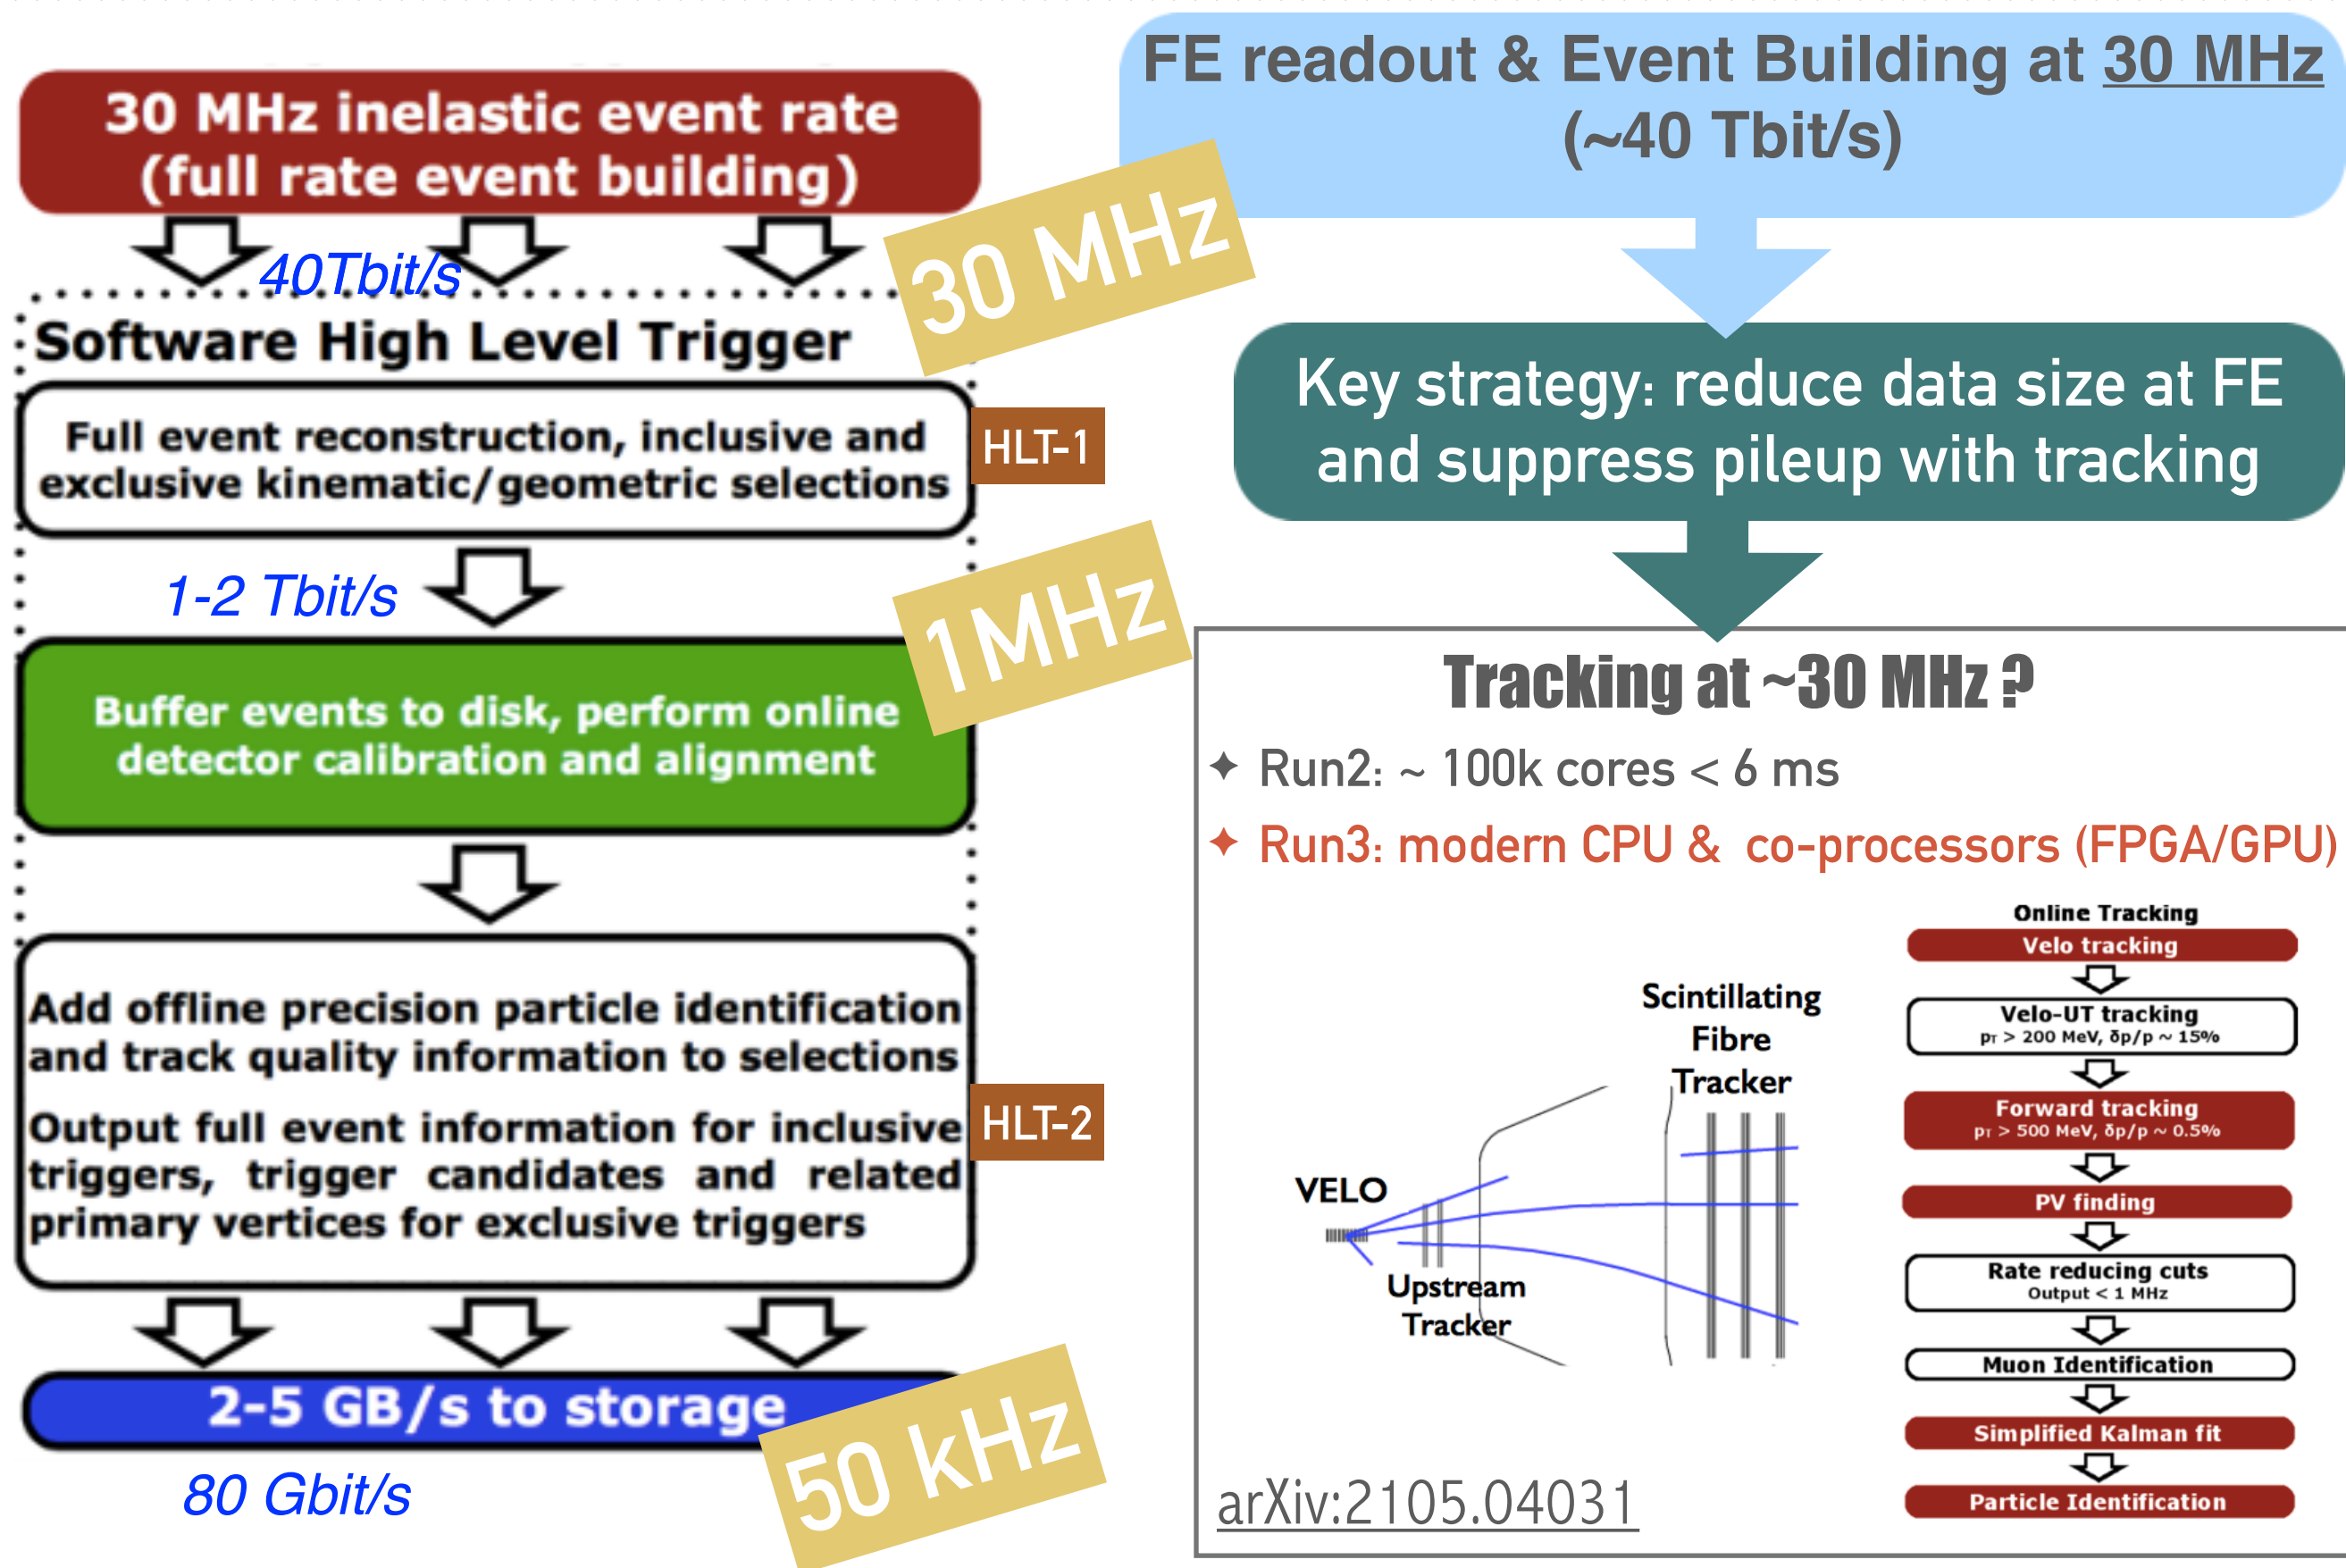 30 MHz inelastic event rate
(full rate event building)
40Tbit/s
30 MHz
Software High Level Trigger
Full event reconstruction, inclusive and
exclusive kinematic/geometric selections
HLT-1
1-2 Tbit/s
1MHz
Buffer events to disk, perform online
detector calibration and alignment
Add offline precision particle identification
and track quality information to selections
Output full event information for inclusive
triggers, trigger candidates and related
primary vertices for exclusive triggers
HLT-2
2-5 GB/s to storage
50 kHz
80 Gbit/s
FE readout & Event Building at 30 MHz
(~40 Tbit/s)
Key strategy: reduce data size at FE
and suppress pileup with tracking
Tracking at ~30 MHz ?
✦ Run2: ~ 100k cores < 6 ms
✦ Run3: modern CPU & co-processors (FPGA/GPU)
Scintillating
Fibre
Tracker
VELO
Upstream
Tracker
Online Tracking
Velo tracking
Velo-UT tracking
pT > 200 MeV, δp/p ~ 15%
Forward tracking
pT > 500 MeV, δp/p ~ 0.5%
PV finding
Rate reducing cuts
Output < 1 MHz
Muon Identification
Simplified Kalman fit
Particle Identification
arXiv:2105.04031